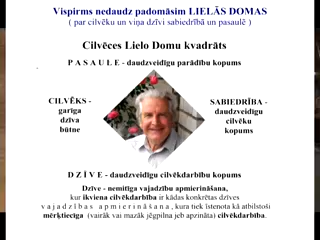 Vispirms nedaudz padomāsim LIELĀS DOMAS
( par cilvēku un viņa dzīvi sabiedrībā un pasaulē )
Cilvēces Lielo Domu kvadrāts
P A S A U L E - daudzveidīgu parādību kopums
CILVĒKS -
garīga
dzīva
būtne
SABIEDRĪBA -
daudzveidīgu
cilvēku
kopums
D Z Ī V E - daudzveidīgu cilvēkdarbību kopums
Dzīve - nemitīga vajadzību apmierināšana,
kur ikviena cilvēkdarbība ir kādas konkrētas dzīves
v a j a d z ī b a s a p m i e r i n ā š a n a , kura tiek īstenota kā atbilstoši
mērķtiecīga (vairāk vai mazāk jēgpilna jeb apzināta) cilvēkdarbība.